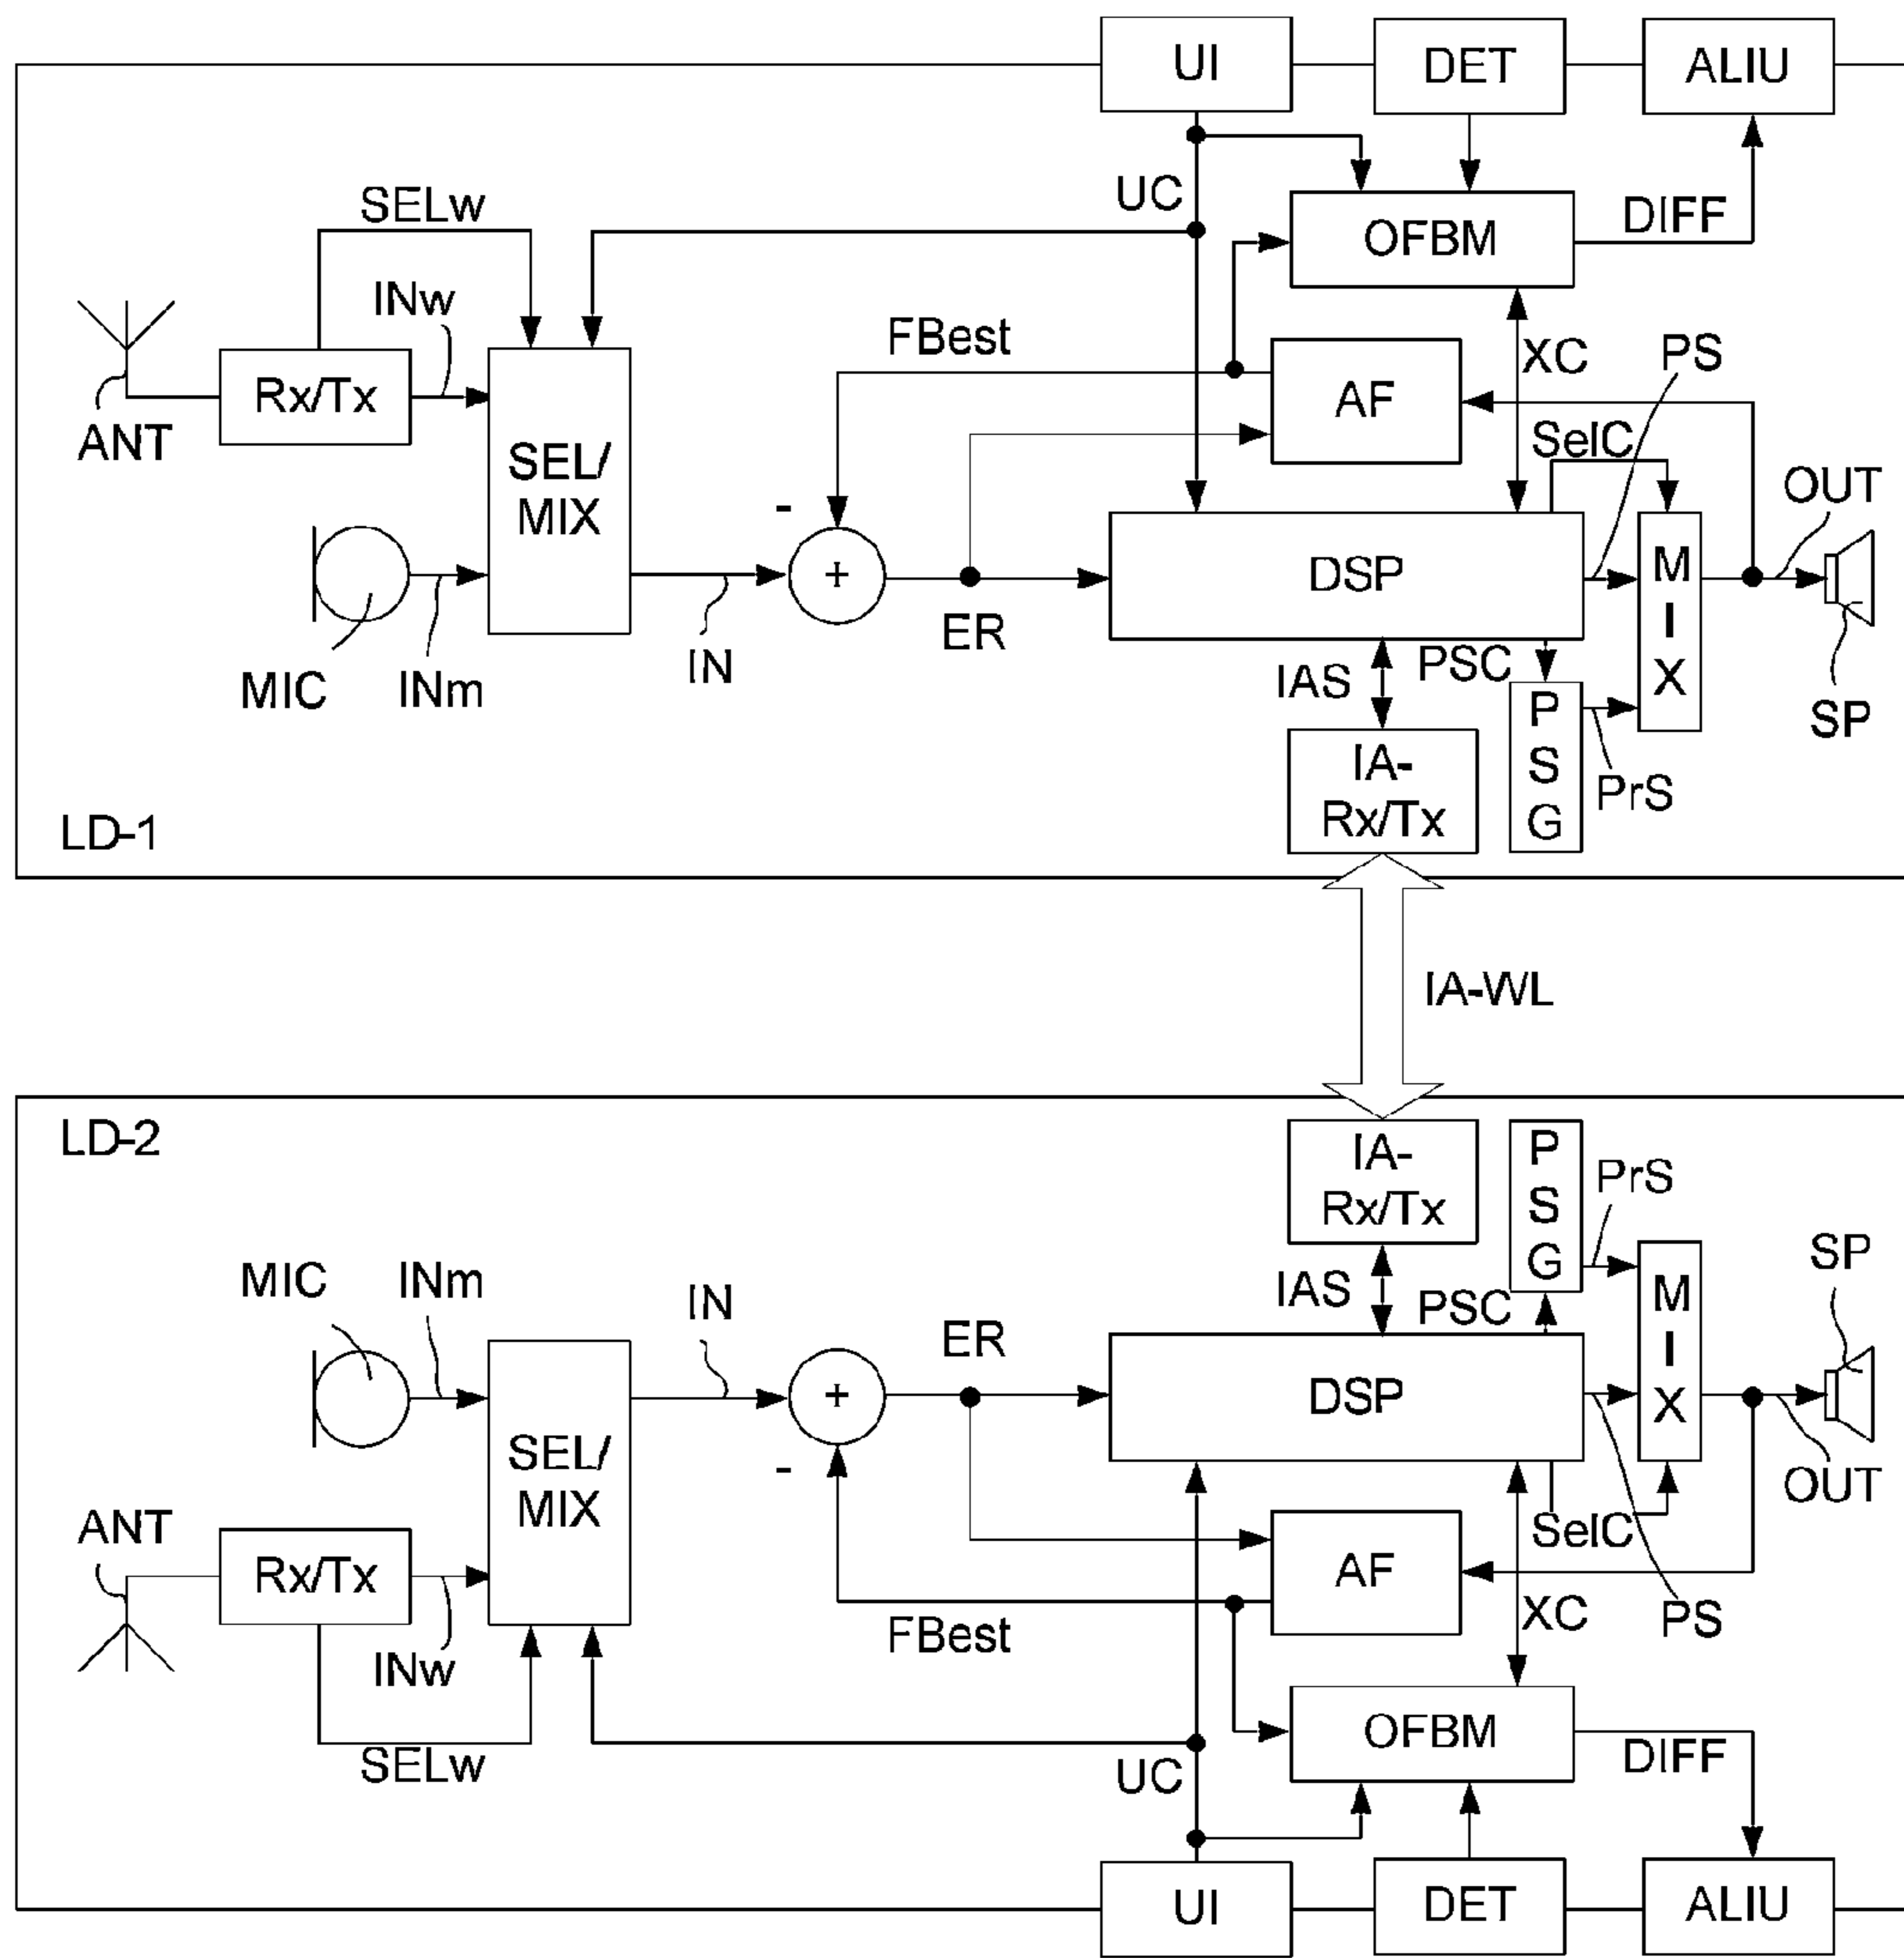 UI
DET
ALIU
UC
SELw
OFBM
DIFF
INw
FBest
XC
PS
Rx/Tx
AF
ANT
SelC
SEL/
MIX
OUT
-
+
DSP
M
I
X
ER
IN
MIC
INm
IAS
PSC
SP
P
S
G
PrS
IA-
Rx/Tx
LD-1
IA-WL
LD-2
IA-
Rx/Tx
P
S
G
PrS
SP
MIC
INm
IN
IAS
PSC
M
I
X
ER
+
DSP
-
SEL/
MIX
OUT
ANT
SelC
Rx/Tx
AF
XC
PS
FBest
INw
OFBM
DIFF
SELw
UC
UI
DET
ALIU